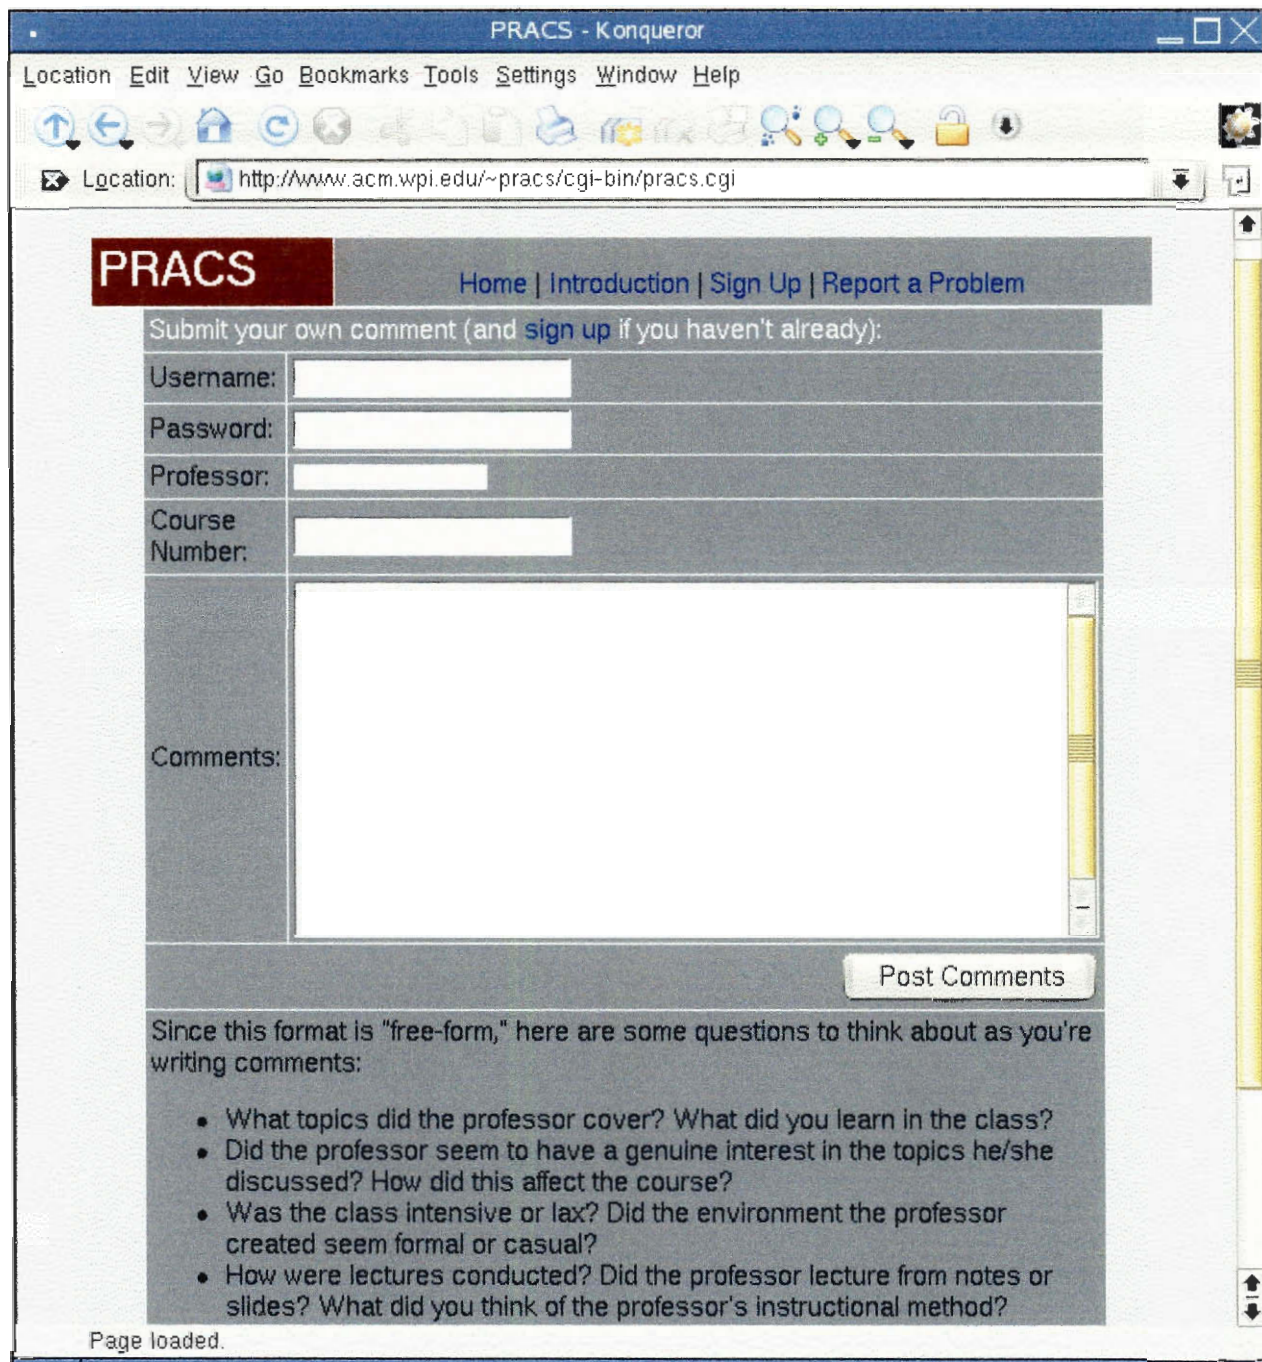 PRACS - Konqueror
Location Edit View Go Bookmarks Tools Settings Window Help
Location: http://www.acm.wpi.edu/~pracs/cgi-bin/pracs.cgi
PRACS
Home | Introduction | Sign Up | Report a Problem
Submit your own comment (and sign up if you haven't already):
Username:
Password:
Professor:
Course
Number:
Comments:
Post Comments
Since this format is "free-form," here are some questions to think about as you're
writing comments:
• What topics did the professor cover? What did you learn in the class?
• Did the professor seem to have a genuine interest in the topics he/she
discussed? How did this affect the course?
• Was the class intensive or lax? Did the environment the professor
created seem formal or casual?
• How were lectures conducted? Did the professor lecture from notes or
slides? What did you think of the professor's instructional method?
Page loaded.